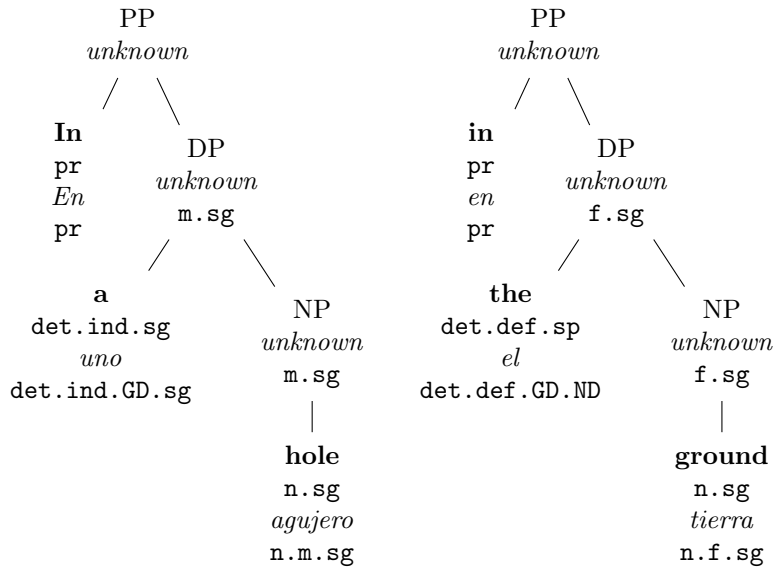 PP
unknown
In
pr
En
pr
DP
unknown
m.sg
a
det.ind.sg
uno
det.ind.GD.sg
NP
unknown
m.sg
hole
n.sg
agujero
n.m.sg
PP
unknown
in
pr
en
pr
DP
unknown
f.sg
the
det.def.sp
el
det.def.GD.ND
NP
unknown
f.sg
ground
n.sg
tierra
n.f.sg